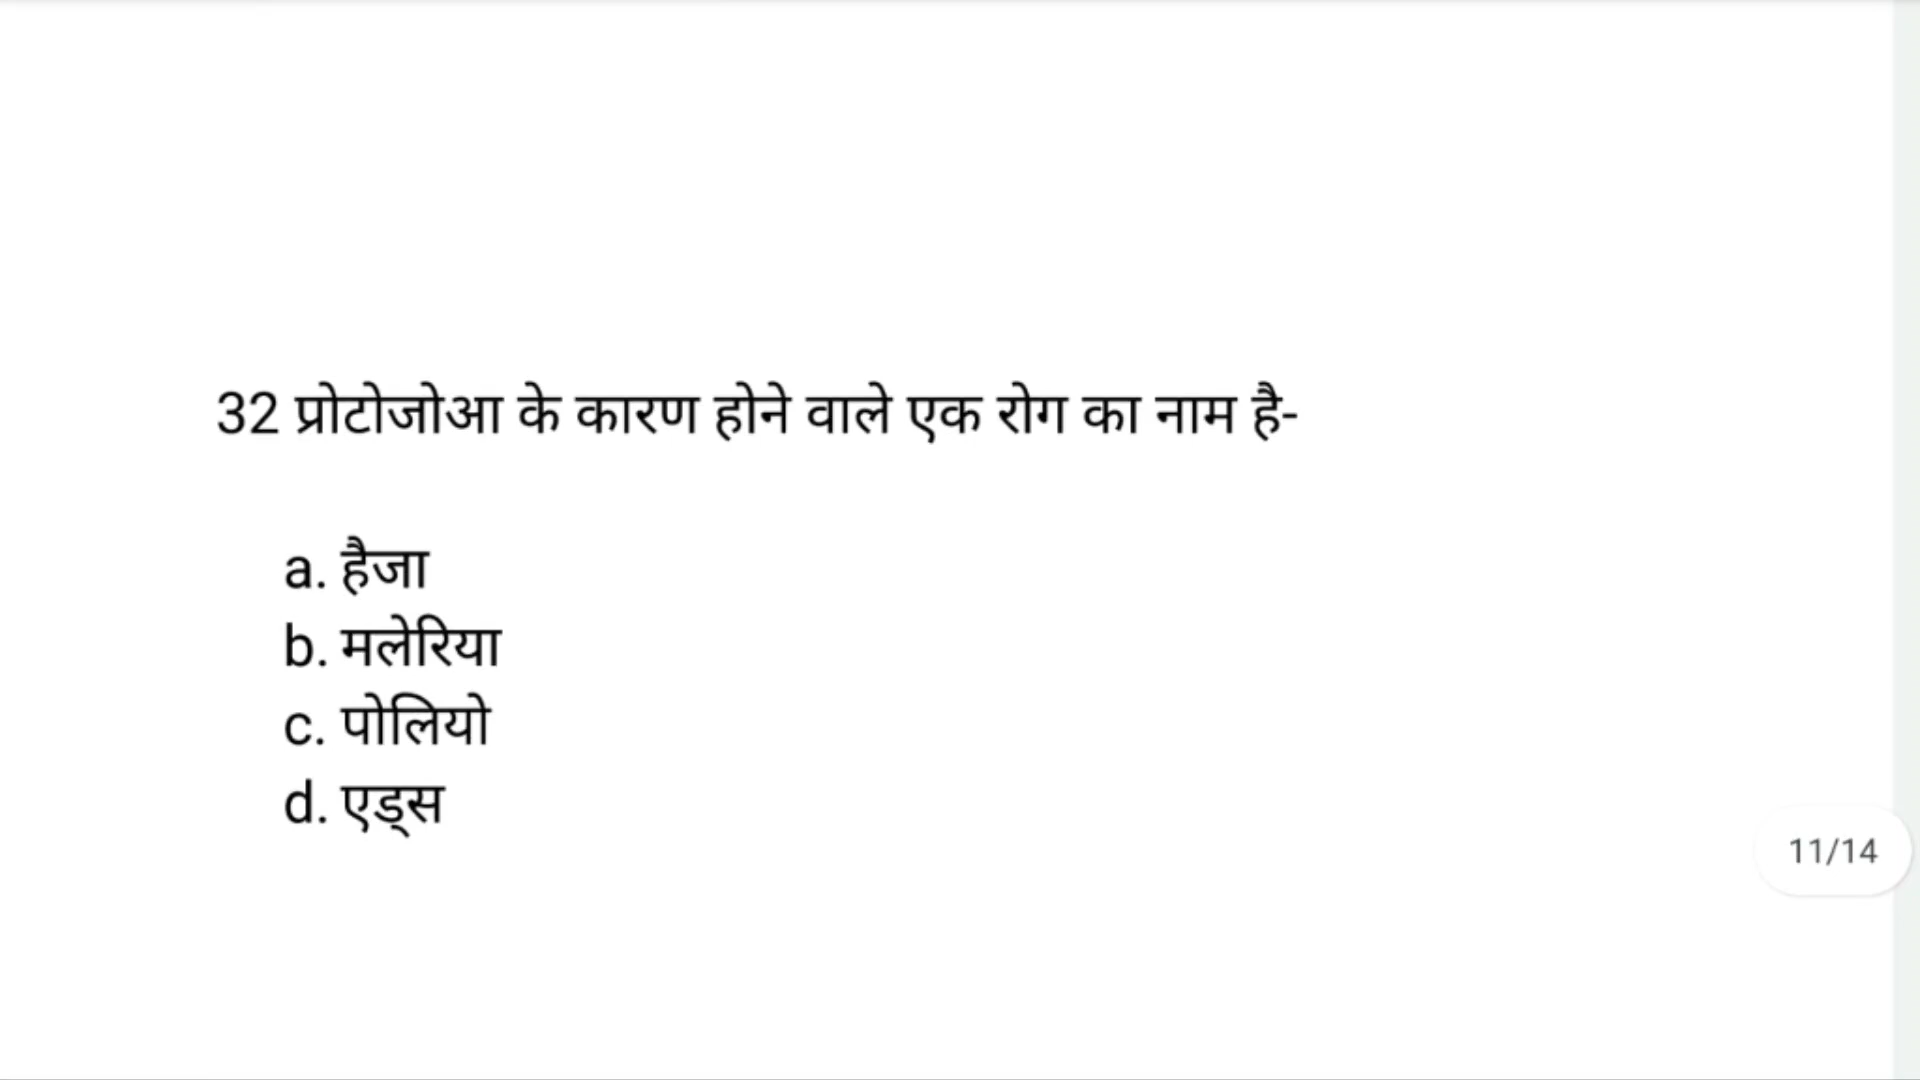 32 प्रोटोजोआ के कारण होने वाले एक रोग का नाम है-
a. हैजा
b. मलेरिया
c. पोलियो
d. एड्स
11/14